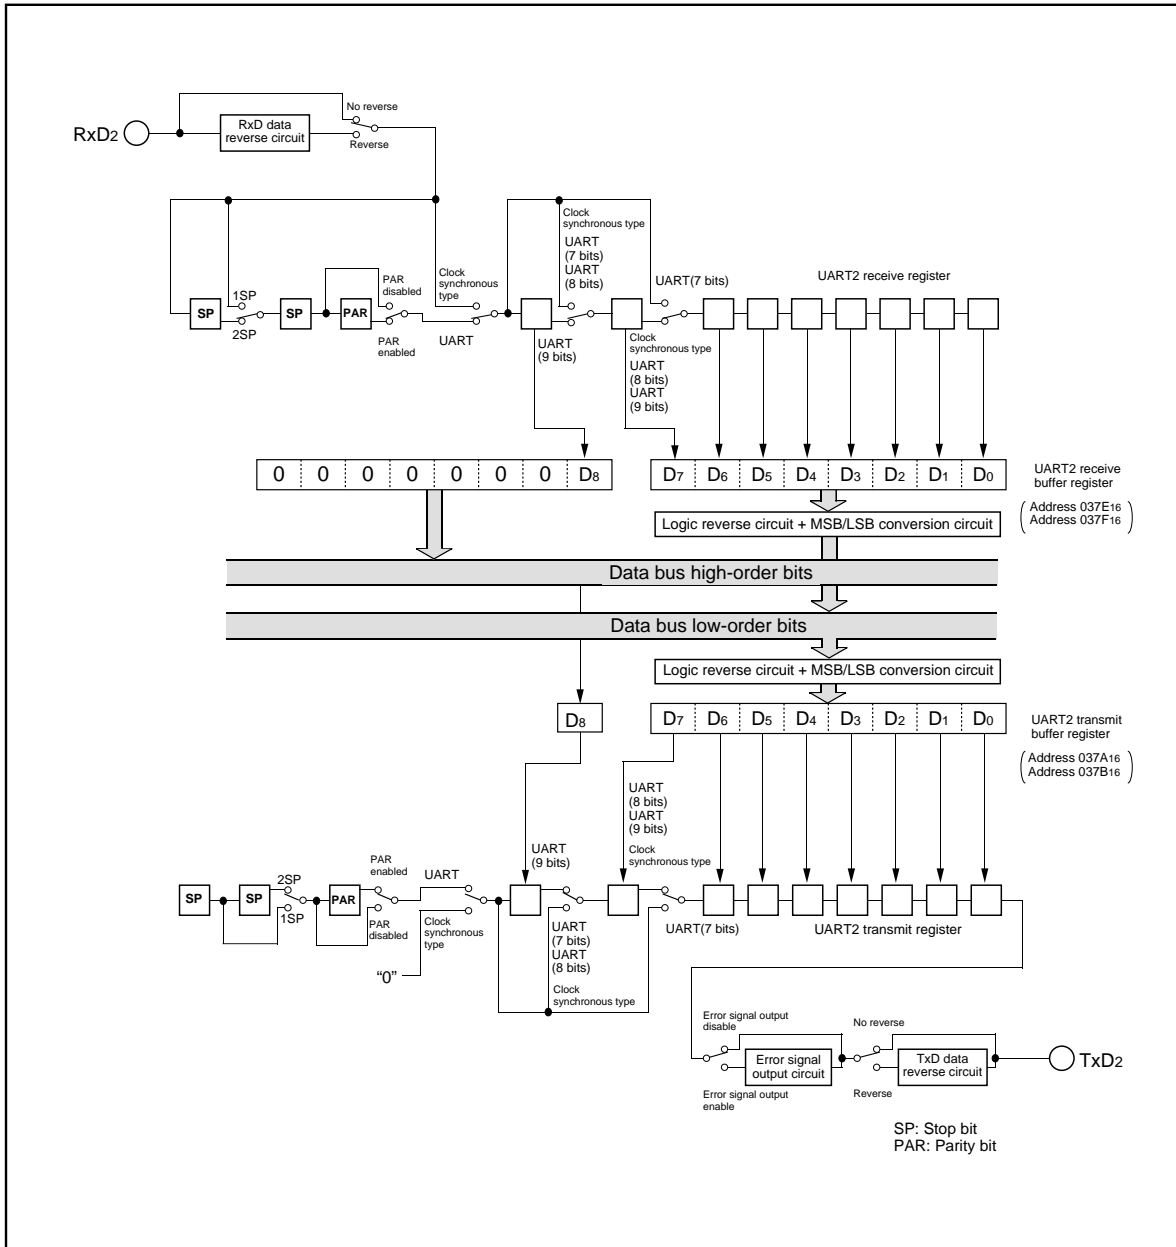 No reverse
RxD2
RxD data
reverse circuit
Reverse
Clock
synchronous type
UART
(7 bits)
UART
(8 bits)
PAR
disabled
Clock
synchronous
type
UART(7 bits)
UART2 receive register
SP
1SP
2SP
SP
PAR
PAR
enabled
UART
UART
(9 bits)
Clock
synchronous type
UART
(8 bits)
UART
(9 bits)
0 0 0 0 0 0 0 D8
D7 D6 D5 D4 D3 D2 D1 D0
UART2 receive
buffer register
Address 037E16
Address 037F16
Logic reverse circuit + MSB/LSB conversion circuit
Data bus high-order bits
Data bus low-order bits
Logic reverse circuit + MSB/LSB conversion circuit
D8
D7 D6 D5 D4 D3 D2 D1 D0
UART2 transmit
buffer register
Address 037A16
Address 037B16
UART
(8 bits)
UART
(9 bits)
Clock
synchronous type
UART
(9 bits)
PAR
enabled
UART
SP
SP
2SP
1SP
PAR
PAR
disabled
Clock
synchronous
type
“0”
UART
(7 bits)
UART
(8 bits)
Clock
synchronous type
UART(7 bits)
UART2 transmit register
Error signal output
disable
No reverse
Error signal
output circuit
TxD data
reverse circuit
TxD2
Error signal output
enable
Reverse
SP: Stop bit
PAR: Parity bit